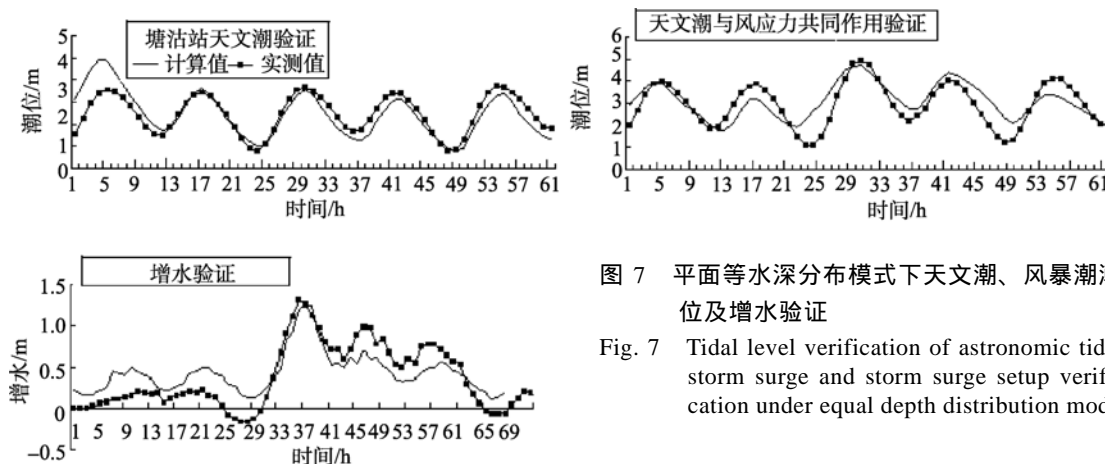 塘沽站天文潮验证
计算值 实测值
潮位/m
5
4
3
2
1
0
1 5 9 13 17 21 25 29 33 37 41 45 49 53 57 61
时间/h
天文潮与风应力共同作用验证
潮位/m
6
5
4
3
2
1
0
1 5 9 13 17 21 25 29 33 37 41 45 49 53 57 61
时间/h
增水验证
增水/m
1.5
1.0
0.5
0
-0.5
1 5 9 13 17 21 25 29 33 37 41 45 49 53 57 61 65 69
时间/h
图 7 平面等水深分布模式下天文潮、风暴潮
位及增水验证
Fig. 7 Tidal level verification of astronomic tid
storm surge and storm surge setup verif
cation under equal depth distribution mod